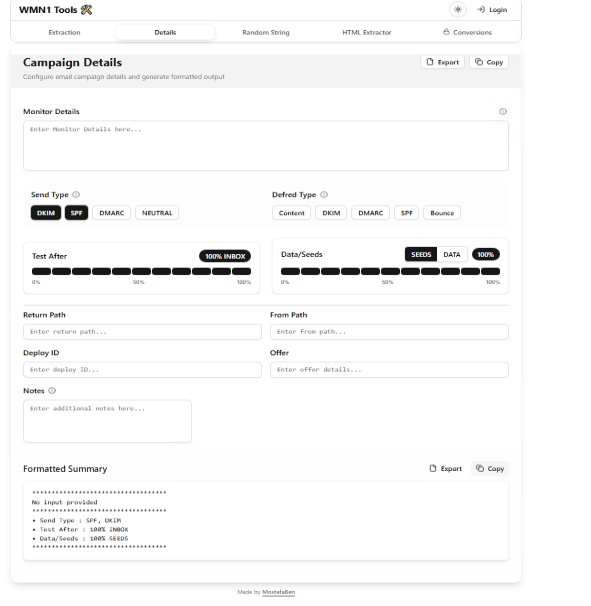 WMN1 Tools 🛠
Login
Extraction Details Random String HTML Extractor Conversions
Campaign Details Export Copy
Configure email campaign details and generate formatted output
Monitor Details
Enter Monitor Details here...
Send Type Defred Type
DKIM SPF DMARC NEUTRAL Content DKIM DMARC SPF Bounce
Test After 100% INBOX Data/Seeds SEEDS DATA 100%
0% 50% 100% 0% 50% 100%
Return Path From Path
Enter return path... Enter from path...
Deploy ID Offer
Enter deploy ID... Enter offer details...
Notes
Enter additional notes here...
Formatted Summary Export Copy
***********************************
No input provided
***********************************
• Send Type : SPF, DKIM
• Test After : 100% INBOX
• Data/Seeds : 100% SEEDS
***********************************
Made by MostafaBen